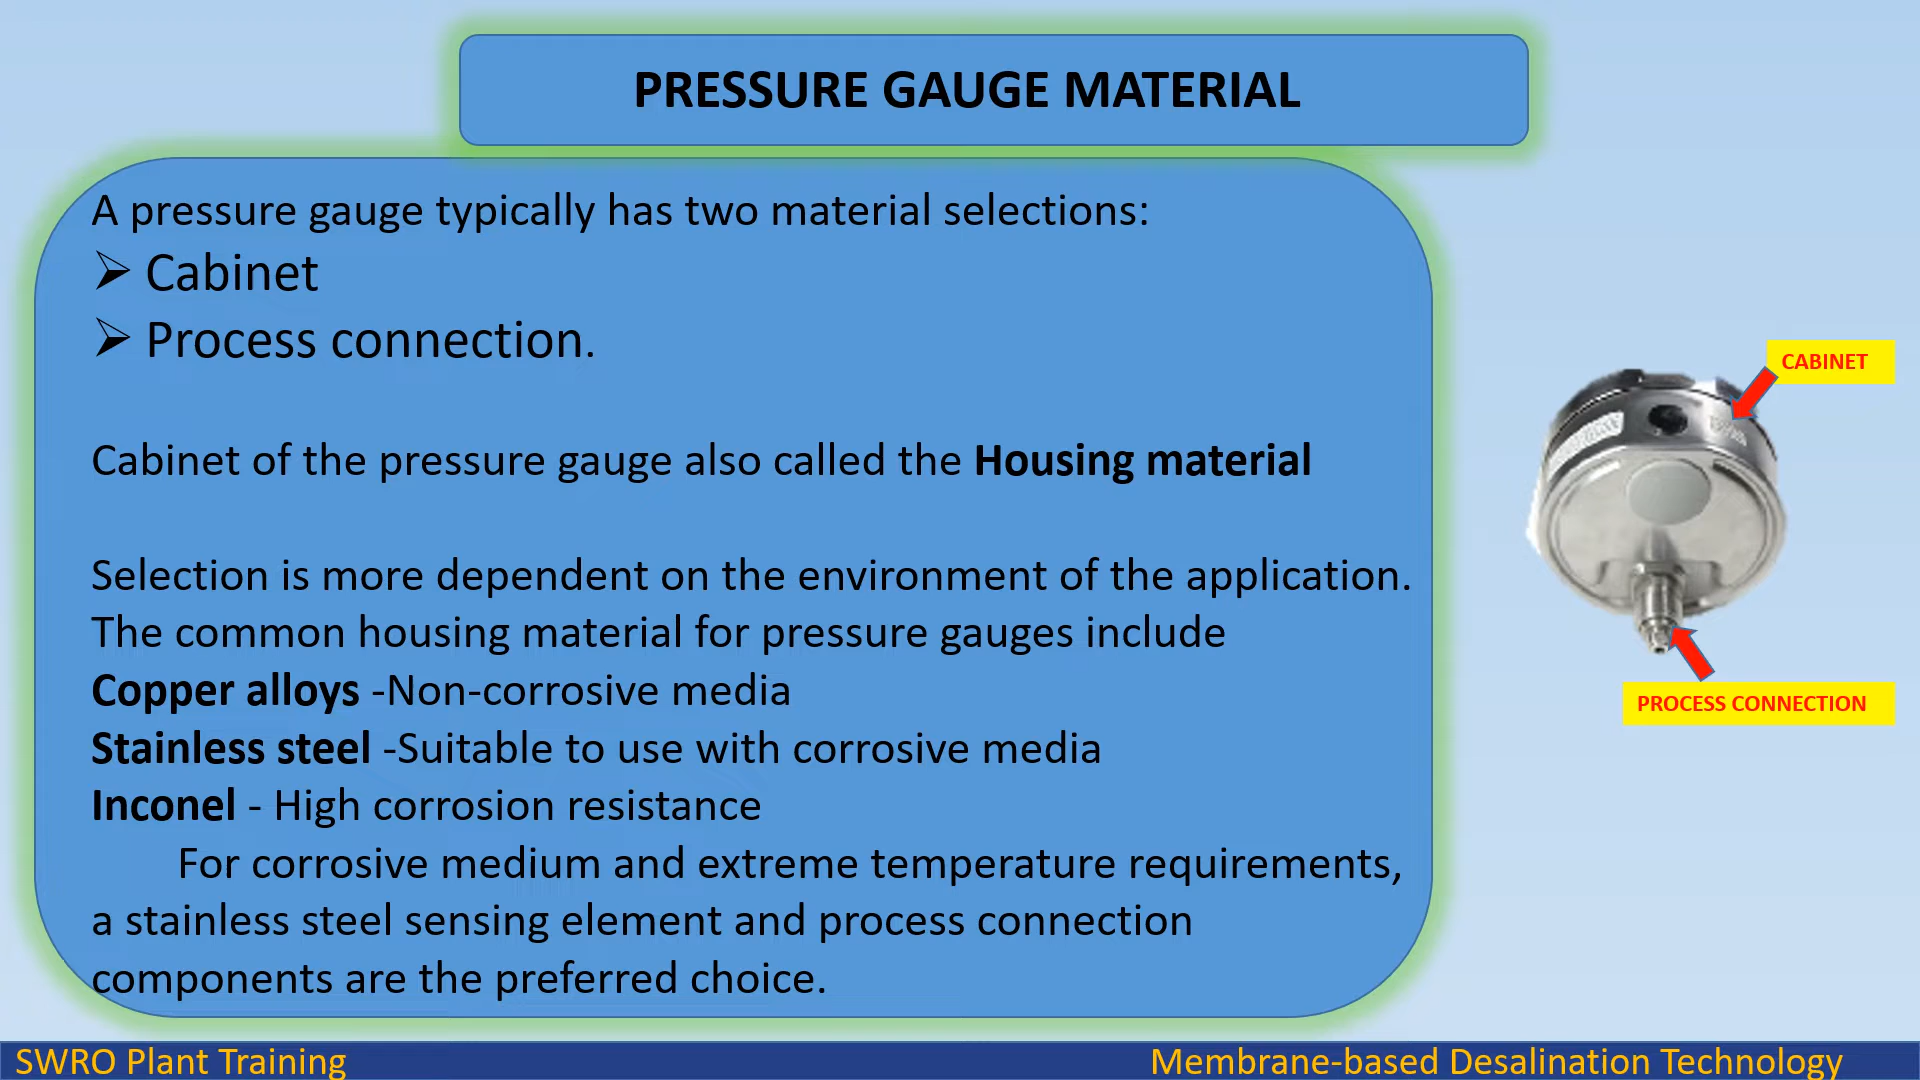 PRESSURE GAUGE MATERIAL
A pressure gauge typically has two material selections:
➢ Cabinet
➢ Process connection.
Cabinet of the pressure gauge also called the Housing material
Selection is more dependent on the environment of the application.
The common housing material for pressure gauges include
Copper alloys -Non-corrosive media
Stainless steel -Suitable to use with corrosive media
Inconel - High corrosion resistance
For corrosive medium and extreme temperature requirements,
a stainless steel sensing element and process connection
components are the preferred choice.
CABINET
PROCESS CONNECTION
SWRO Plant Training
Membrane-based Desalination Technology